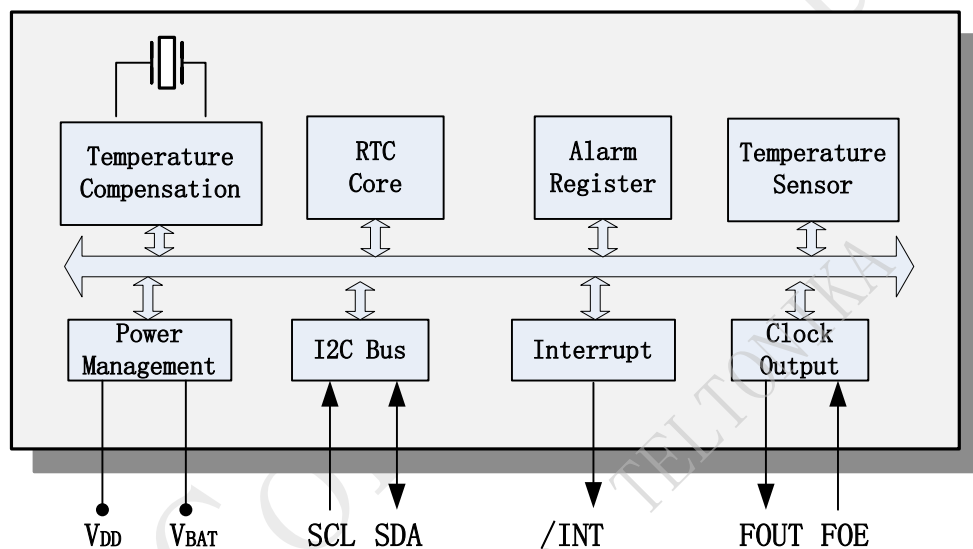 Temperature
Compensation
RTC
Core
Alarm
Register
Temperature
Sensor
Power
Management
I2C Bus
Interrupt
Clock
Output
VDD VBAT SCL SDA /INT FOUT FOE
TELTONIKA